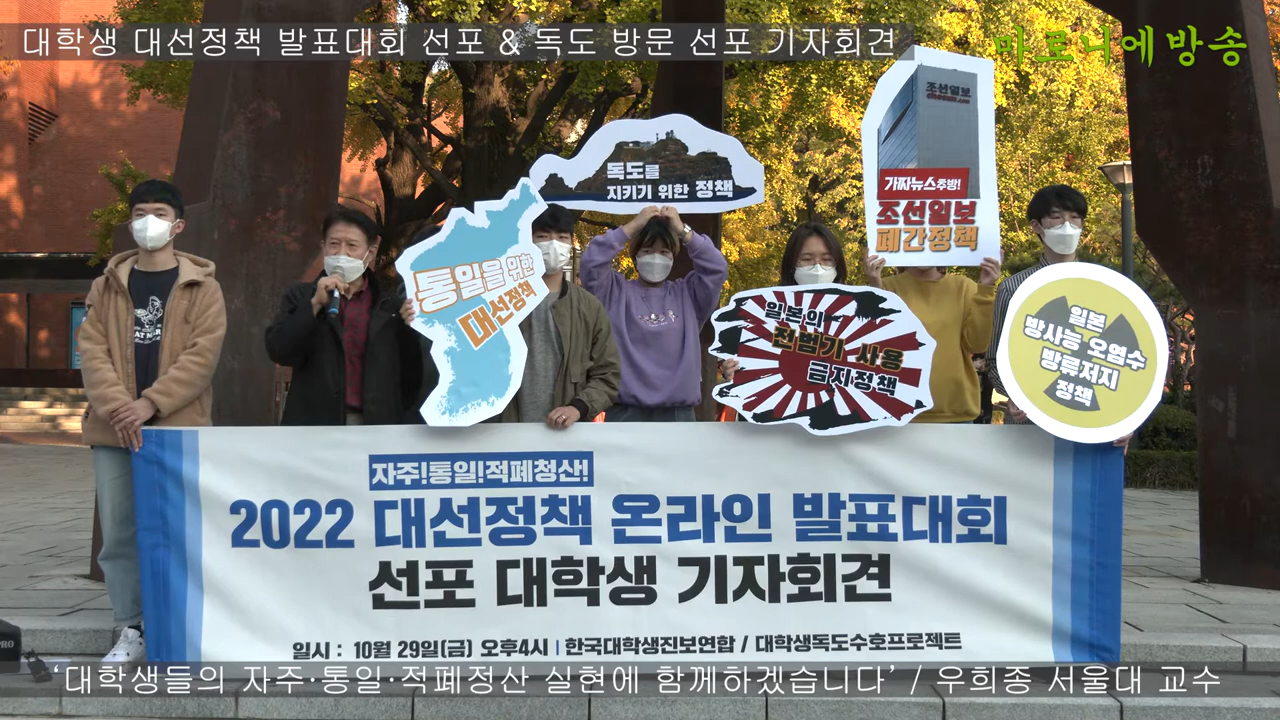 대학생 대선정책 발표대회 선포 & 독도 방문 선포 기자회견
마로니에방송
조선일보
chosun.com
가짜뉴스주방!
조선일보
폐간정책
독도를
지키기 위한 정책
통일을 위한
대선정책
일본의
전범기 사용
금지정책
일본
방사능 오염수
방류저지
정책
자주!통일!적폐청산!
2022 대선정책 온라인 발표대회
선포 대학생 기자회견
일시 : 10월 29일(금) 오후4시 | 한국대학생진보연합 / 대학생독도수호프로젝트
‘대학생들의 자주·통일·적폐정산 실현에 함께하겠습니다’ / 우희종 서울대 교수